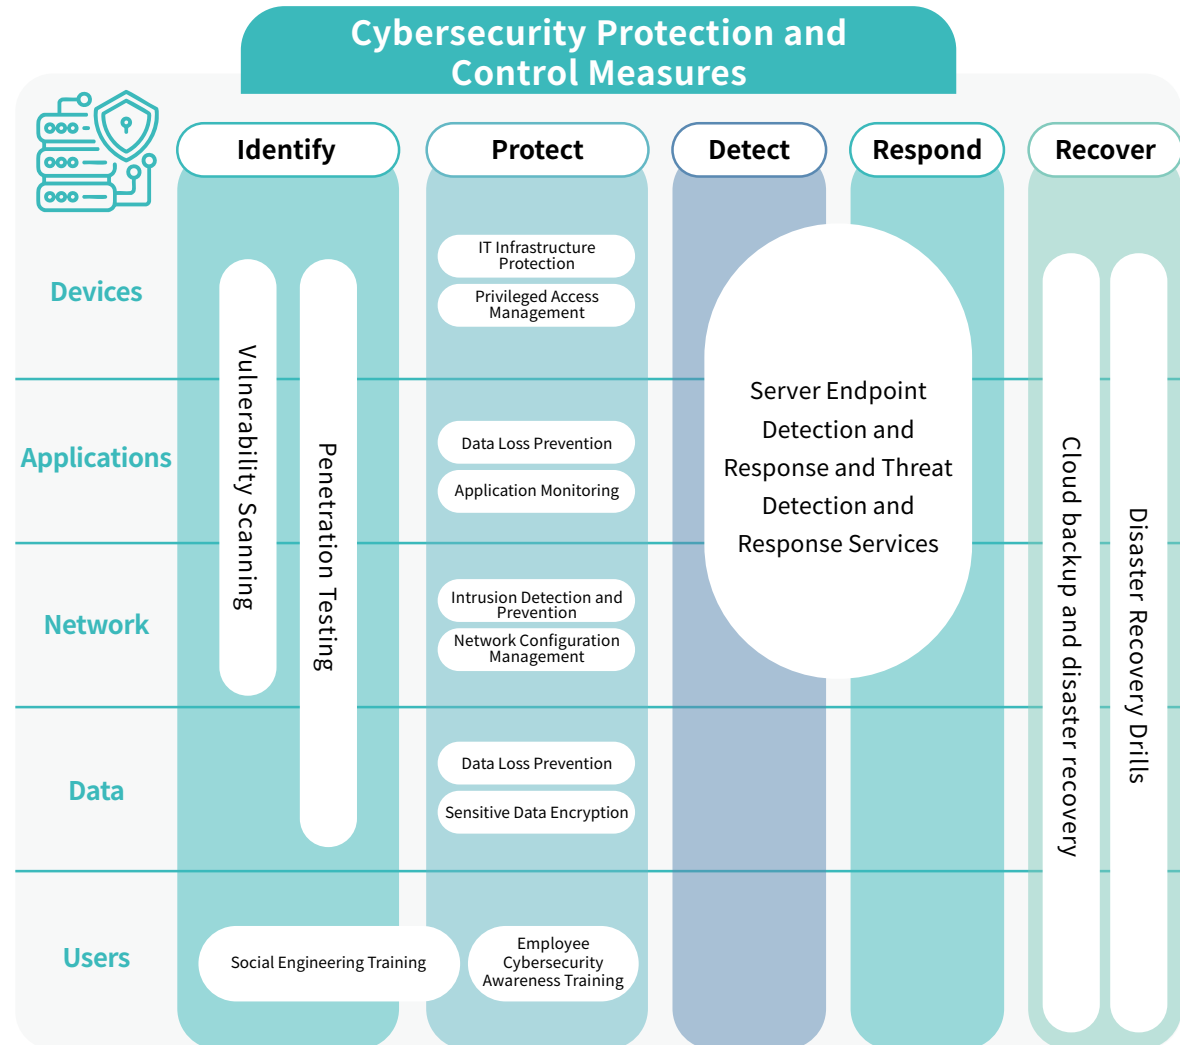 Cybersecurity Protection and
Control Measures
Identify
Protect
Detect
Respond
Recover
Devices
Vulnerability Scanning
Penetration Testing
IT Infrastructure
Protection
Privileged Access
Management
Server Endpoint
Detection and
Response and Threat
Detection and
Response Services
Cloud backup and disaster recovery
Disaster Recovery Drills
Applications
Data Loss Prevention
Application Monitoring
Network
Intrusion Detection and
Prevention
Network Configuration
Management
Data
Data Loss Prevention
Sensitive Data Encryption
Users
Social Engineering Training
Employee
Cybersecurity
Awareness Training